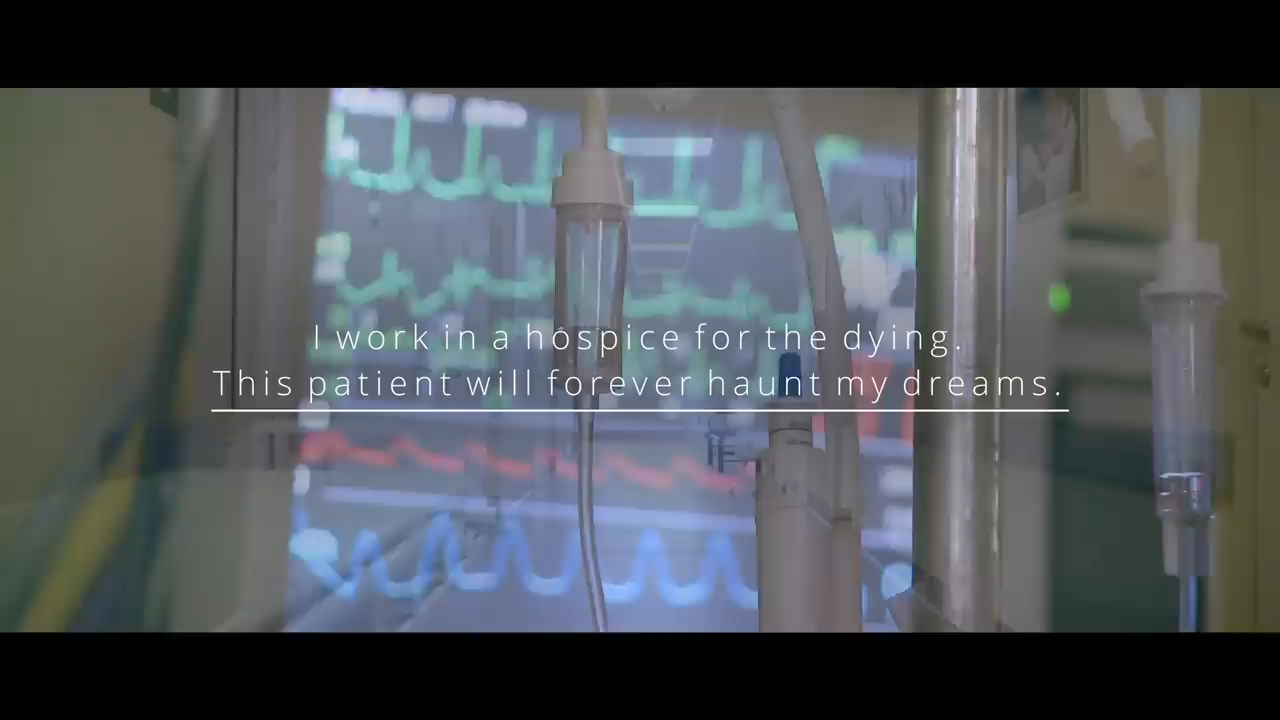 I work in a hospice for the dying.
This patient will forever haunt my dreams.